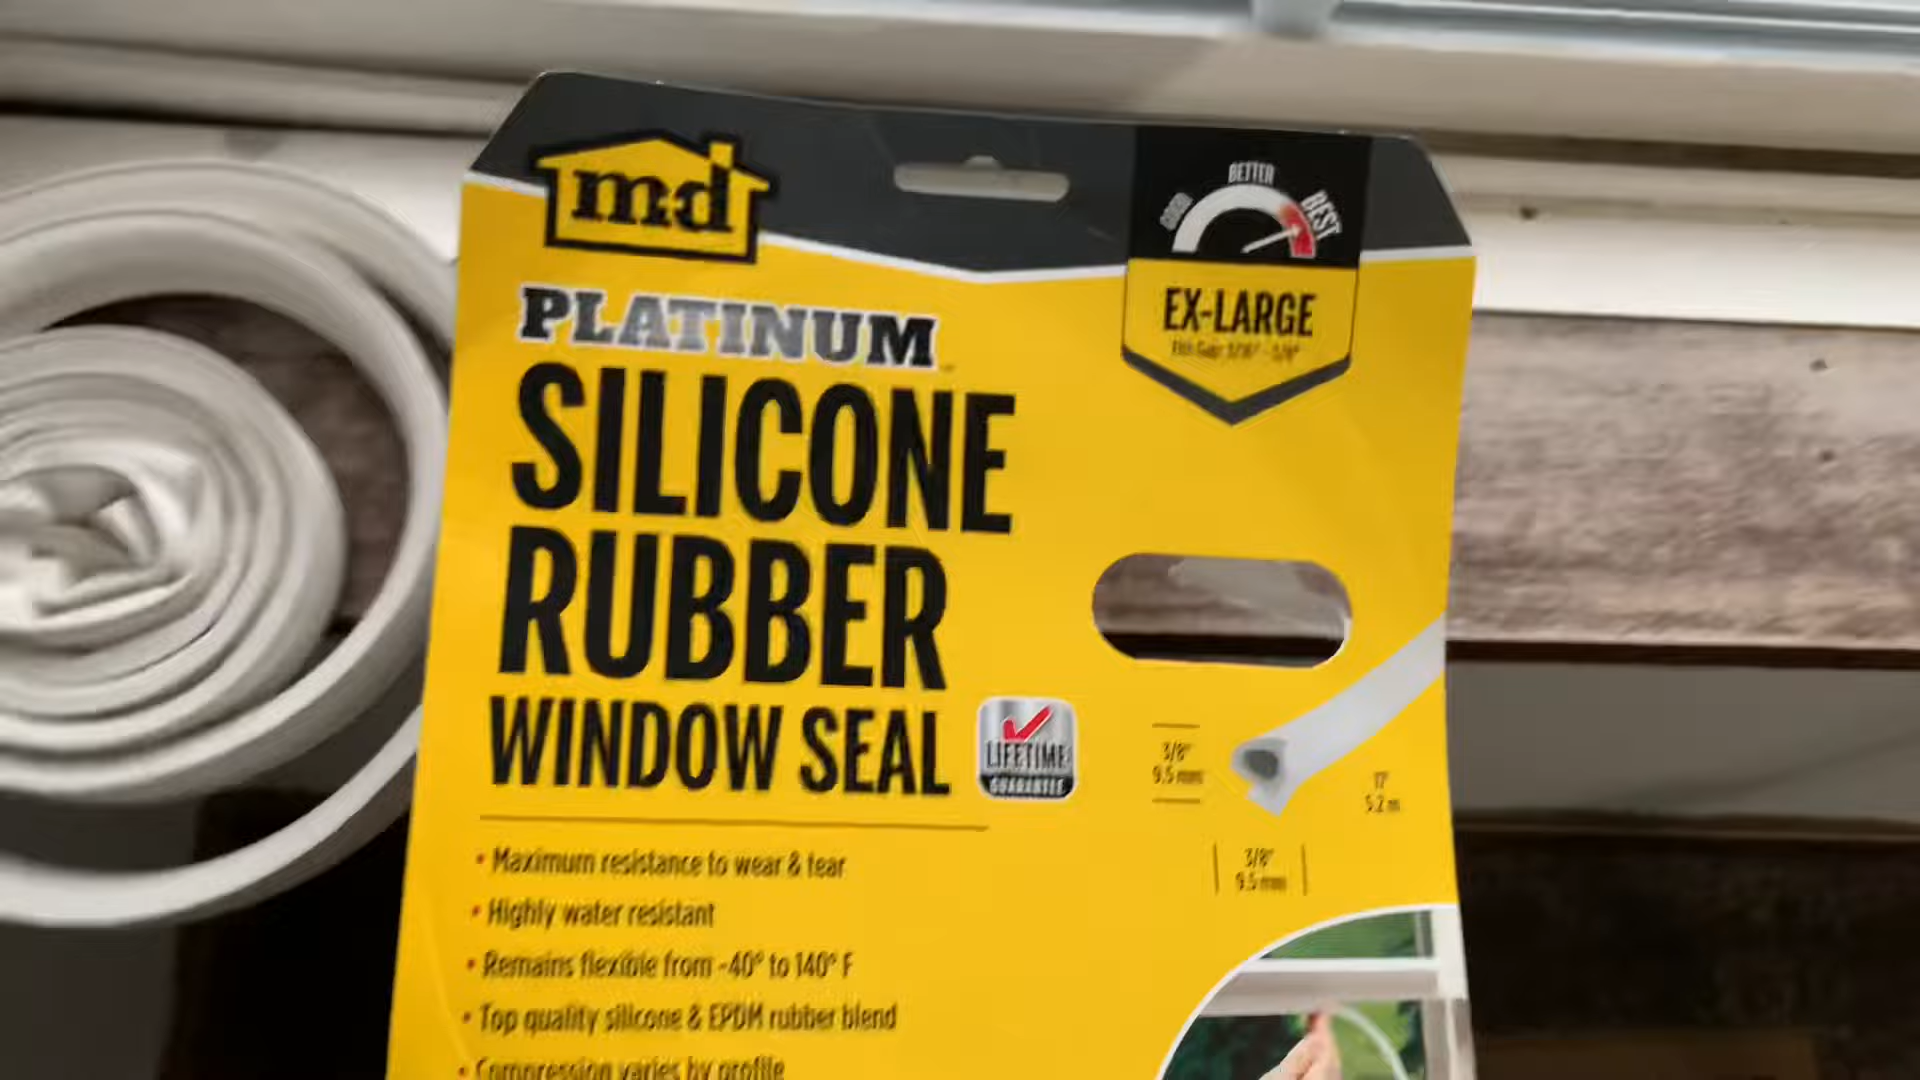 md
GOOD
BETTER
BEST
PLATINUM
EX-LARGE
SILICONE
RUBBER
WINDOW SEAL
LIFETIME
GUARANTEE
3/8"
9.5 mm
17'
5.2 m
3/8"
9.5 mm
• Maximum resistance to wear & tear
• Highly water resistant
• Remains flexible from -40° to 140° F
• Top quality silicone & EPDM rubber blend
• Compression varies by profile